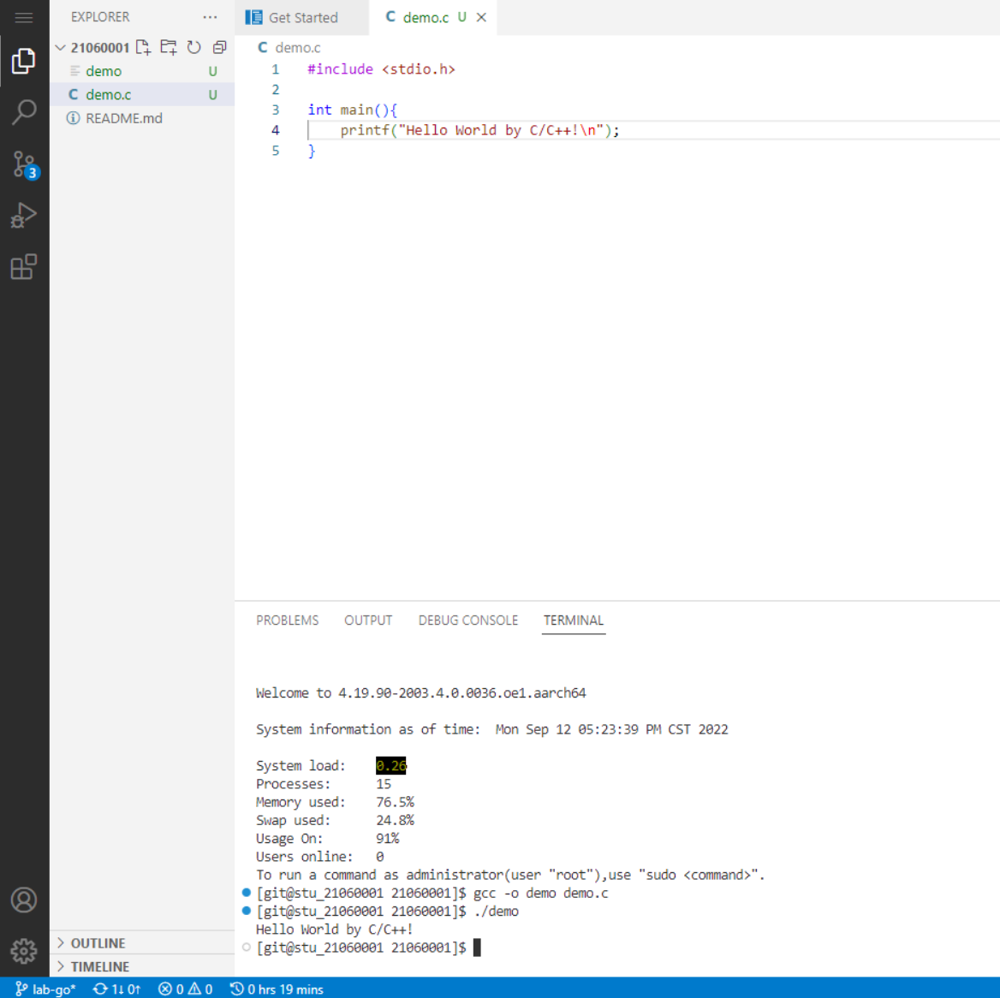 EXPLORER ···
Get Started
C demo.c U ×
21060001
demo U
C demo.c U
README.md
3
C demo.c
1 #include <stdio.h>
2
3 int main(){
4 printf("Hello World by C/C++!\n");
5 }
PROBLEMS OUTPUT DEBUG CONSOLE TERMINAL
Welcome to 4.19.90-2003.4.0.0036.oe1.aarch64
System information as of time: Mon Sep 12 05:23:39 PM CST 2022
System load: 0.26
Processes: 15
Memory used: 76.5%
Swap used: 24.8%
Usage On: 91%
Users online: 0
To run a command as administrator(user "root"),use "sudo <command>".
[git@stu_21060001 21060001]$ gcc -o demo demo.c
[git@stu_21060001 21060001]$ ./demo
Hello World by C/C++!
[git@stu_21060001 21060001]$
OUTLINE
TIMELINE
lab-go* 1↓ 0↑ 0 0 0 hrs 19 mins